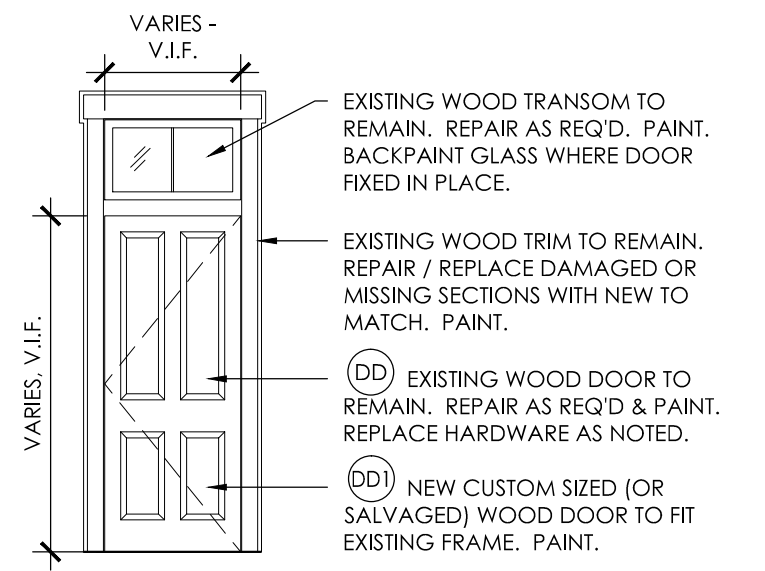 VARIES -
V.I.F.
EXISTING WOOD TRANSOM TO
REMAIN. REPAIR AS REQ'D. PAINT.
BACKPAINT GLASS WHERE DOOR
FIXED IN PLACE.
EXISTING WOOD TRIM TO REMAIN.
REPAIR / REPLACE DAMAGED OR
MISSING SECTIONS WITH NEW TO
MATCH. PAINT.
VARIES, V.I.F.
DD EXISTING WOOD DOOR TO
REMAIN. REPAIR AS REQ'D & PAINT.
REPLACE HARDWARE AS NOTED.
DD1 NEW CUSTOM SIZED (OR
SALVAGED) WOOD DOOR TO FIT
EXISTING FRAME. PAINT.